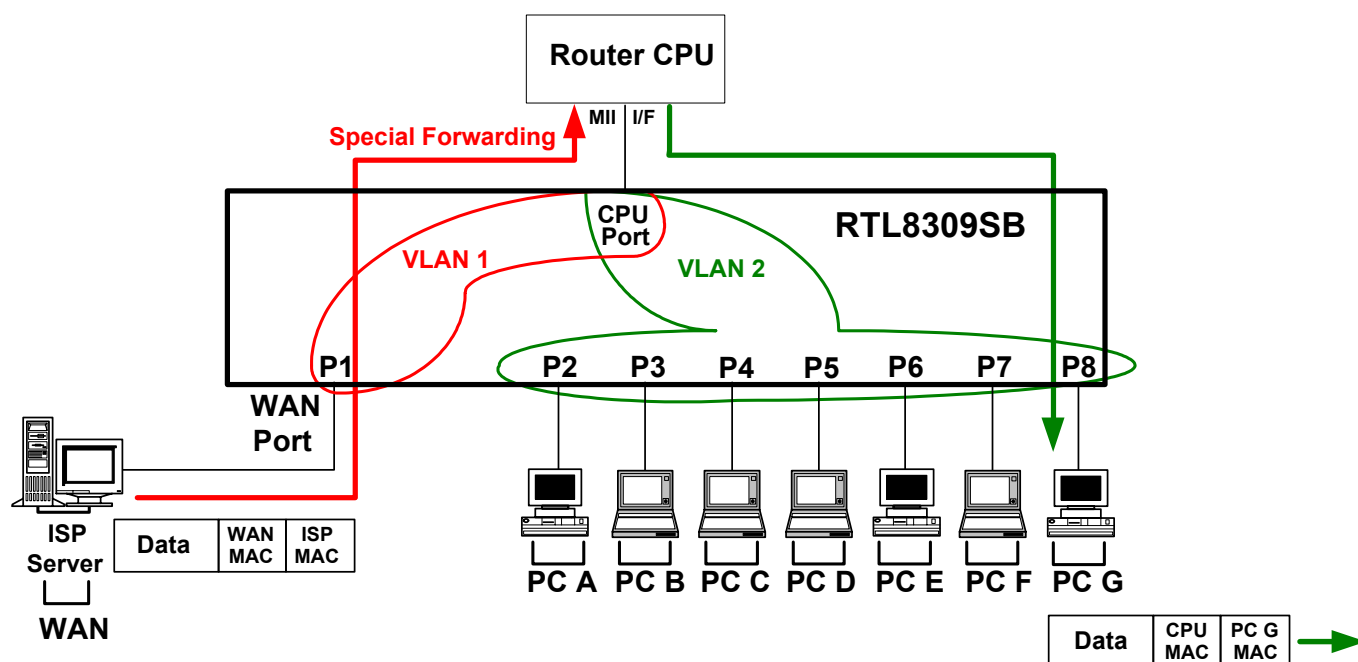 Router CPU
MII I/F
Special Forwarding
CPU
Port
RTL8309SB
VLAN 1
VLAN 2
P1 P2 P3 P4 P5 P6 P7 P8
WAN
Port
ISP
Server
WAN
Data
WAN
MAC
ISP
MAC
PC A PC B PC C PC D PC E PC F PC G
Data
CPU
MAC
PC G
MAC